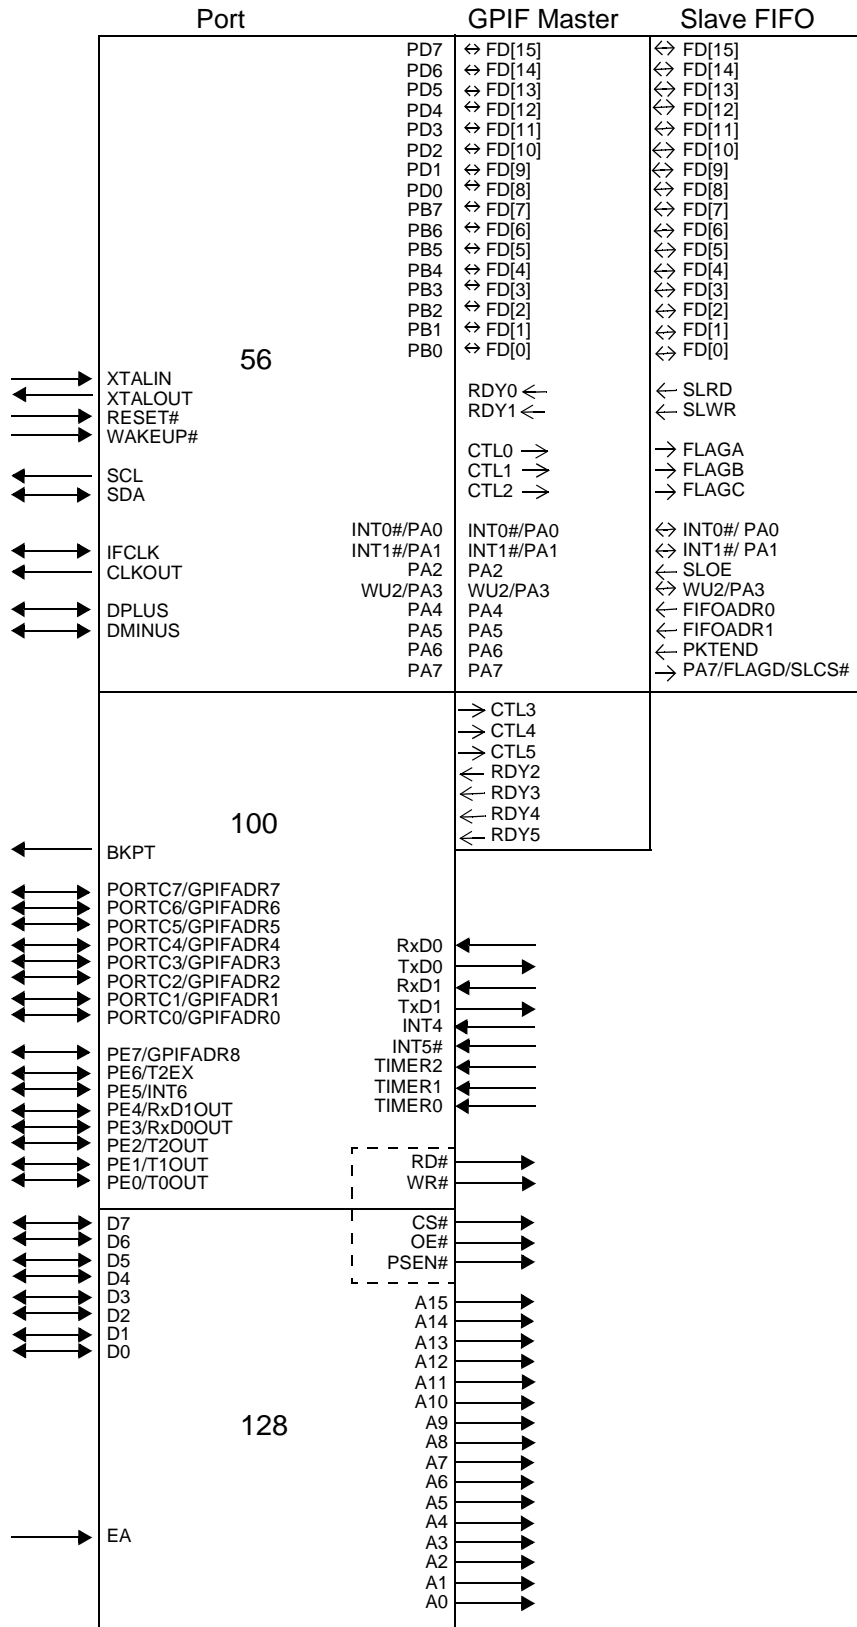 Port GPIF Master Slave FIFO
PD7 FD[15] FD[15]
PD6 FD[14] FD[14]
PD5 FD[13] FD[13]
PD4 FD[12] FD[12]
PD3 FD[11] FD[11]
PD2 FD[10] FD[10]
PD1 FD[9] FD[9]
PD0 FD[8] FD[8]
PB7 FD[7] FD[7]
PB6 FD[6] FD[6]
PB5 FD[5] FD[5]
PB4 FD[4] FD[4]
PB3 FD[3] FD[3]
PB2 FD[2] FD[2]
PB1 FD[1] FD[1]
PB0 FD[0] FD[0]
56
XTALIN
XTALOUT
RESET#
WAKEUP#
SCL
SDA
IFCLK
CLKOUT
DPLUS
DMINUS
RDY0 SLRD
RDY1 SLWR
CTL0 FLAGA
CTL1 FLAGB
CTL2 FLAGC
INT0#/PA0 INT0#/PA0 INT0#/ PA0
INT1#/PA1 INT1#/PA1 INT1#/ PA1
PA2 PA2 SLOE
WU2/PA3 WU2/PA3 WU2/PA3
PA4 PA4 FIFOADR0
PA5 PA5 FIFOADR1
PA6 PA6 PKTEND
PA7 PA7 PA7/FLAGD/SLCS#
CTL3
CTL4
CTL5
RDY2
RDY3
RDY4
RDY5
100
BKPT
PORTC7/GPIFADR7
PORTC6/GPIFADR6
PORTC5/GPIFADR5
PORTC4/GPIFADR4
PORTC3/GPIFADR3
PORTC2/GPIFADR2
PORTC1/GPIFADR1
PORTC0/GPIFADR0
PE7/GPIFADR8
PE6/T2EX
PE5/INT6
PE4/RxD1OUT
PE3/RxD0OUT
PE2/T2OUT
PE1/T1OUT
PE0/T0OUT
RxD0
TxD0
RxD1
TxD1
INT4
INT5#
TIMER2
TIMER1
TIMER0
RD#
WR#
CS#
OE#
PSEN#
D7
D6
D5
D4
D3
D2
D1
D0
128
EA
A15
A14
A13
A12
A11
A10
A9
A8
A7
A6
A5
A4
A3
A2
A1
A0